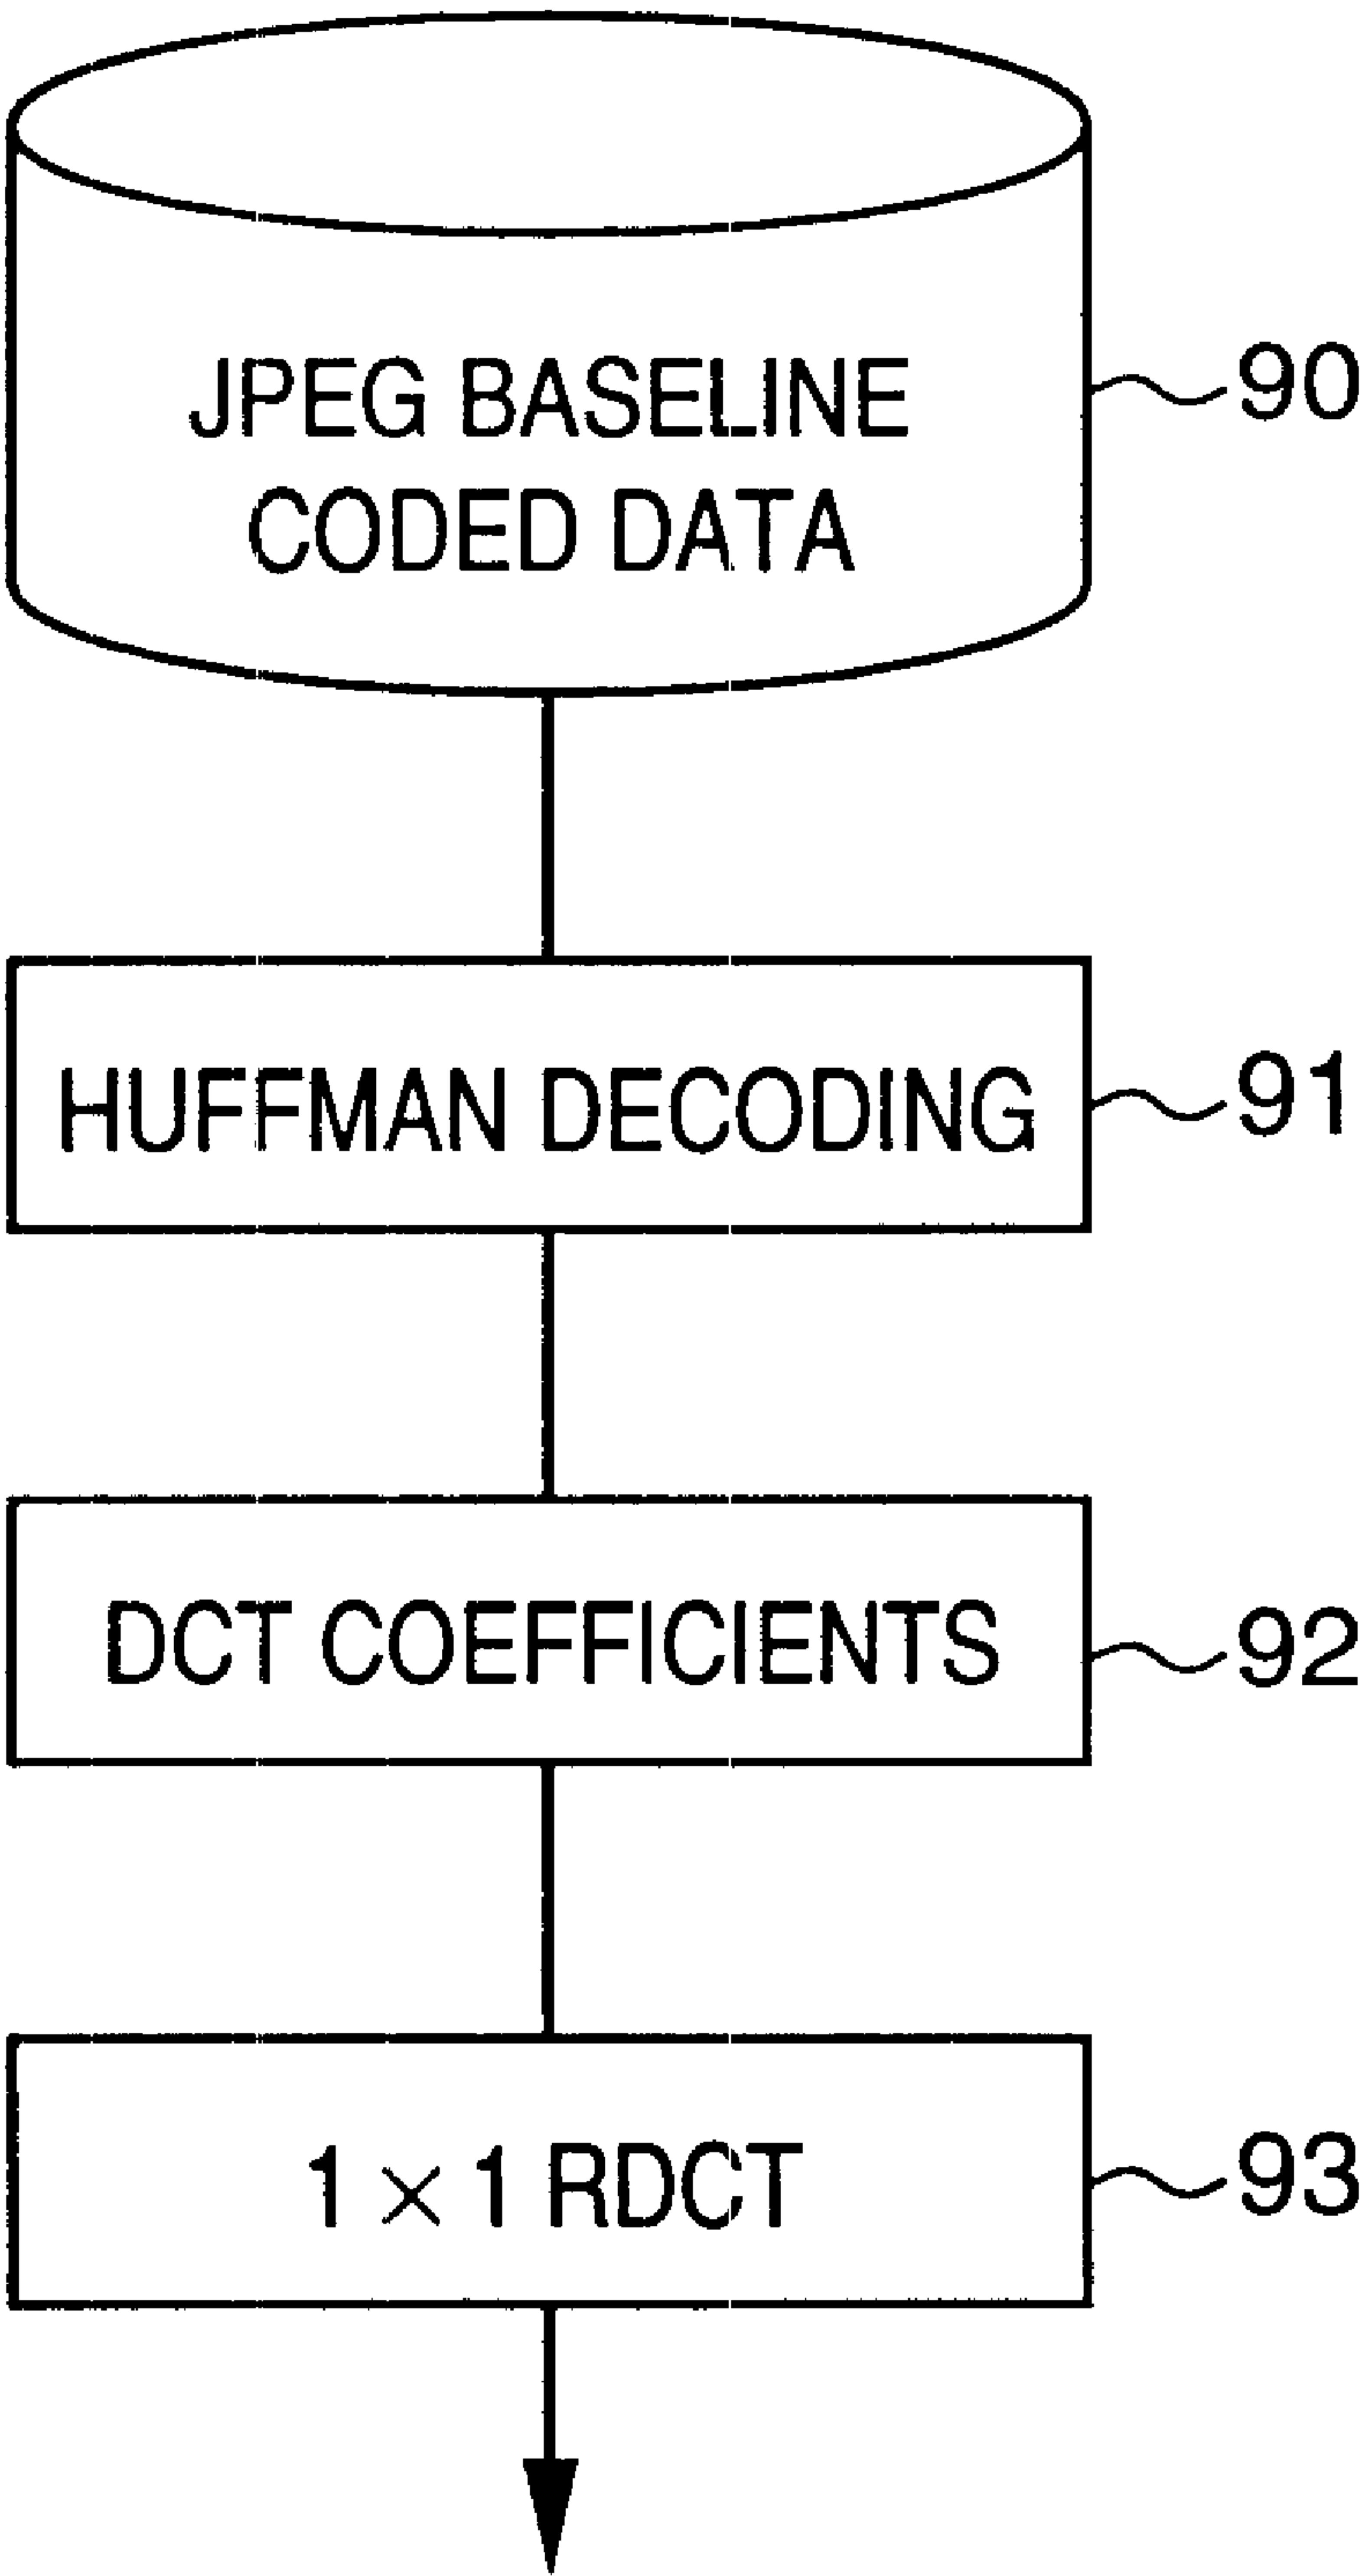 JPEG BASELINE
CODED DATA
90
HUFFMAN DECODING
91
DCT COEFFICIENTS
92
1 × 1 RDCT
93